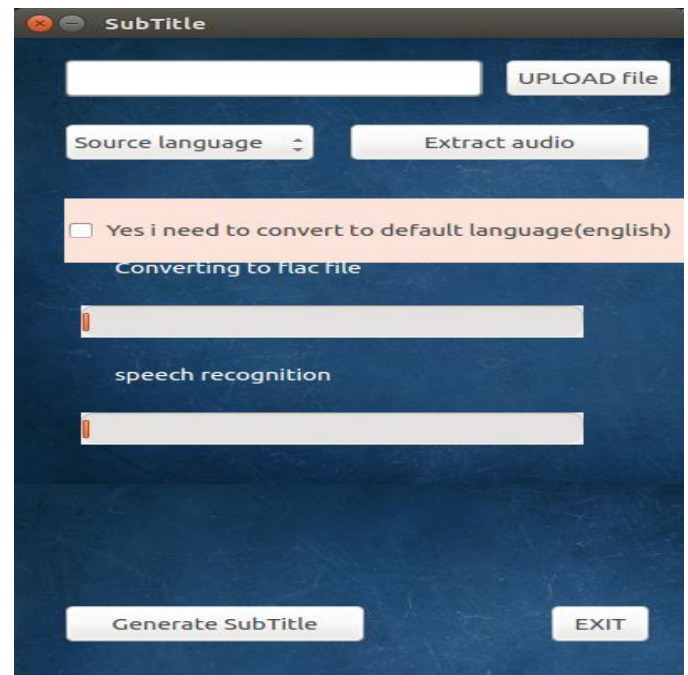 SubTitle
UPLOAD file
Source language
Extract audio
Yes i need to convert to default language(english)
Converting to flac file
speech recognition
Generate SubTitle
EXIT